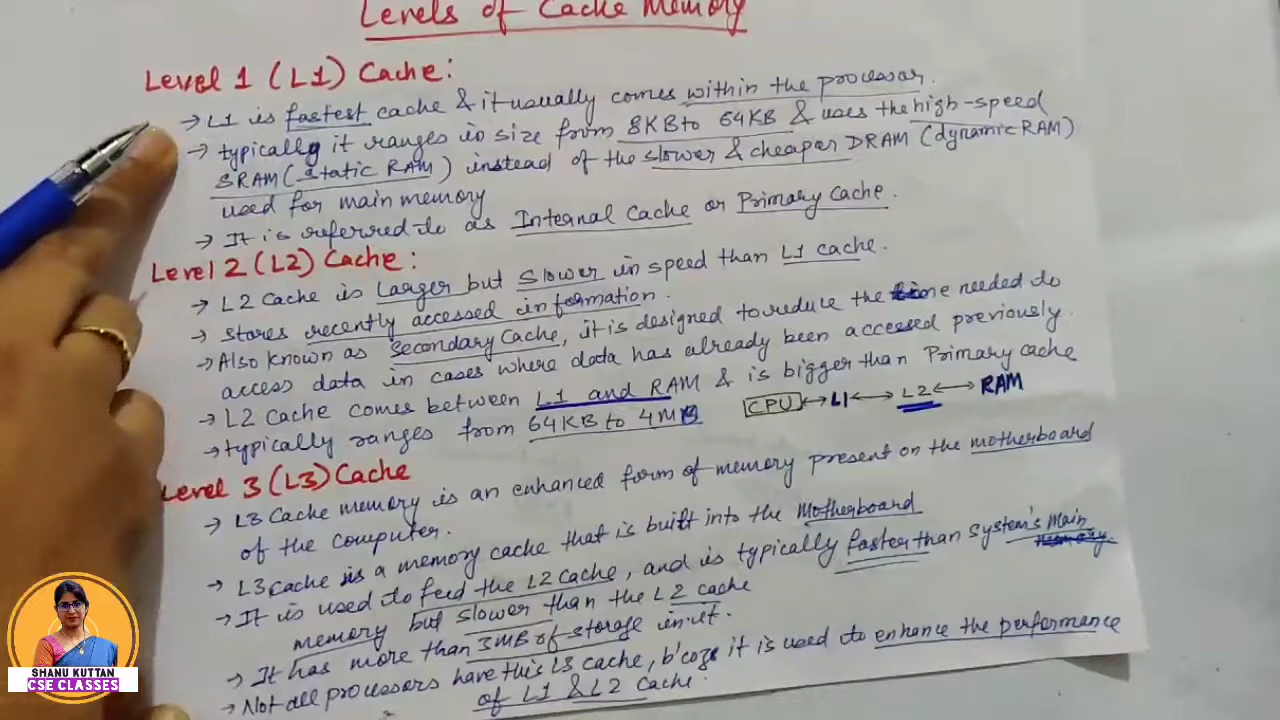 Levels of Cache Memory
Level 1 (L1) Cache:
→ L1 is fastest cache & it usually comes within the processor.
→ typically it ranges in size from 8KB to 64KB & uses the high-speed
SRAM (static RAM) instead of the slower & cheaper DRAM (dynamic RAM)
used for main memory
→ It is referred to as Internal Cache or Primary Cache.
Level 2 (L2) Cache:
→ L2 Cache is Larger but slower in speed than L1 cache.
→ stores recently accessed information.
→ Also known as secondary Cache, it is designed to reduce the time needed to
access data in cases where data has already been accessed previously.
→ L2 Cache comes between L1 and RAM & is bigger than Primary cache
→ typically ranges from 64KB to 4MB
CPU ↔ L1 ↔ L2 ↔ RAM
Level 3 (L3) Cache
→ L3 Cache memory is an enhanced form of memory present on the motherboard
of the computer.
→ L3 cache is a memory cache that is built into the Motherboard
→ It is used to feed the L2 Cache, and is typically faster than system's Main
memory but slower than the L2 cache
→ It has more than 3MB of storage in it.
→ Not all processors have this L3 cache, b'coz it is used to enhance the performance
of L1 & L2 Cache.
SHANU KUTTAN
CSE CLASSES